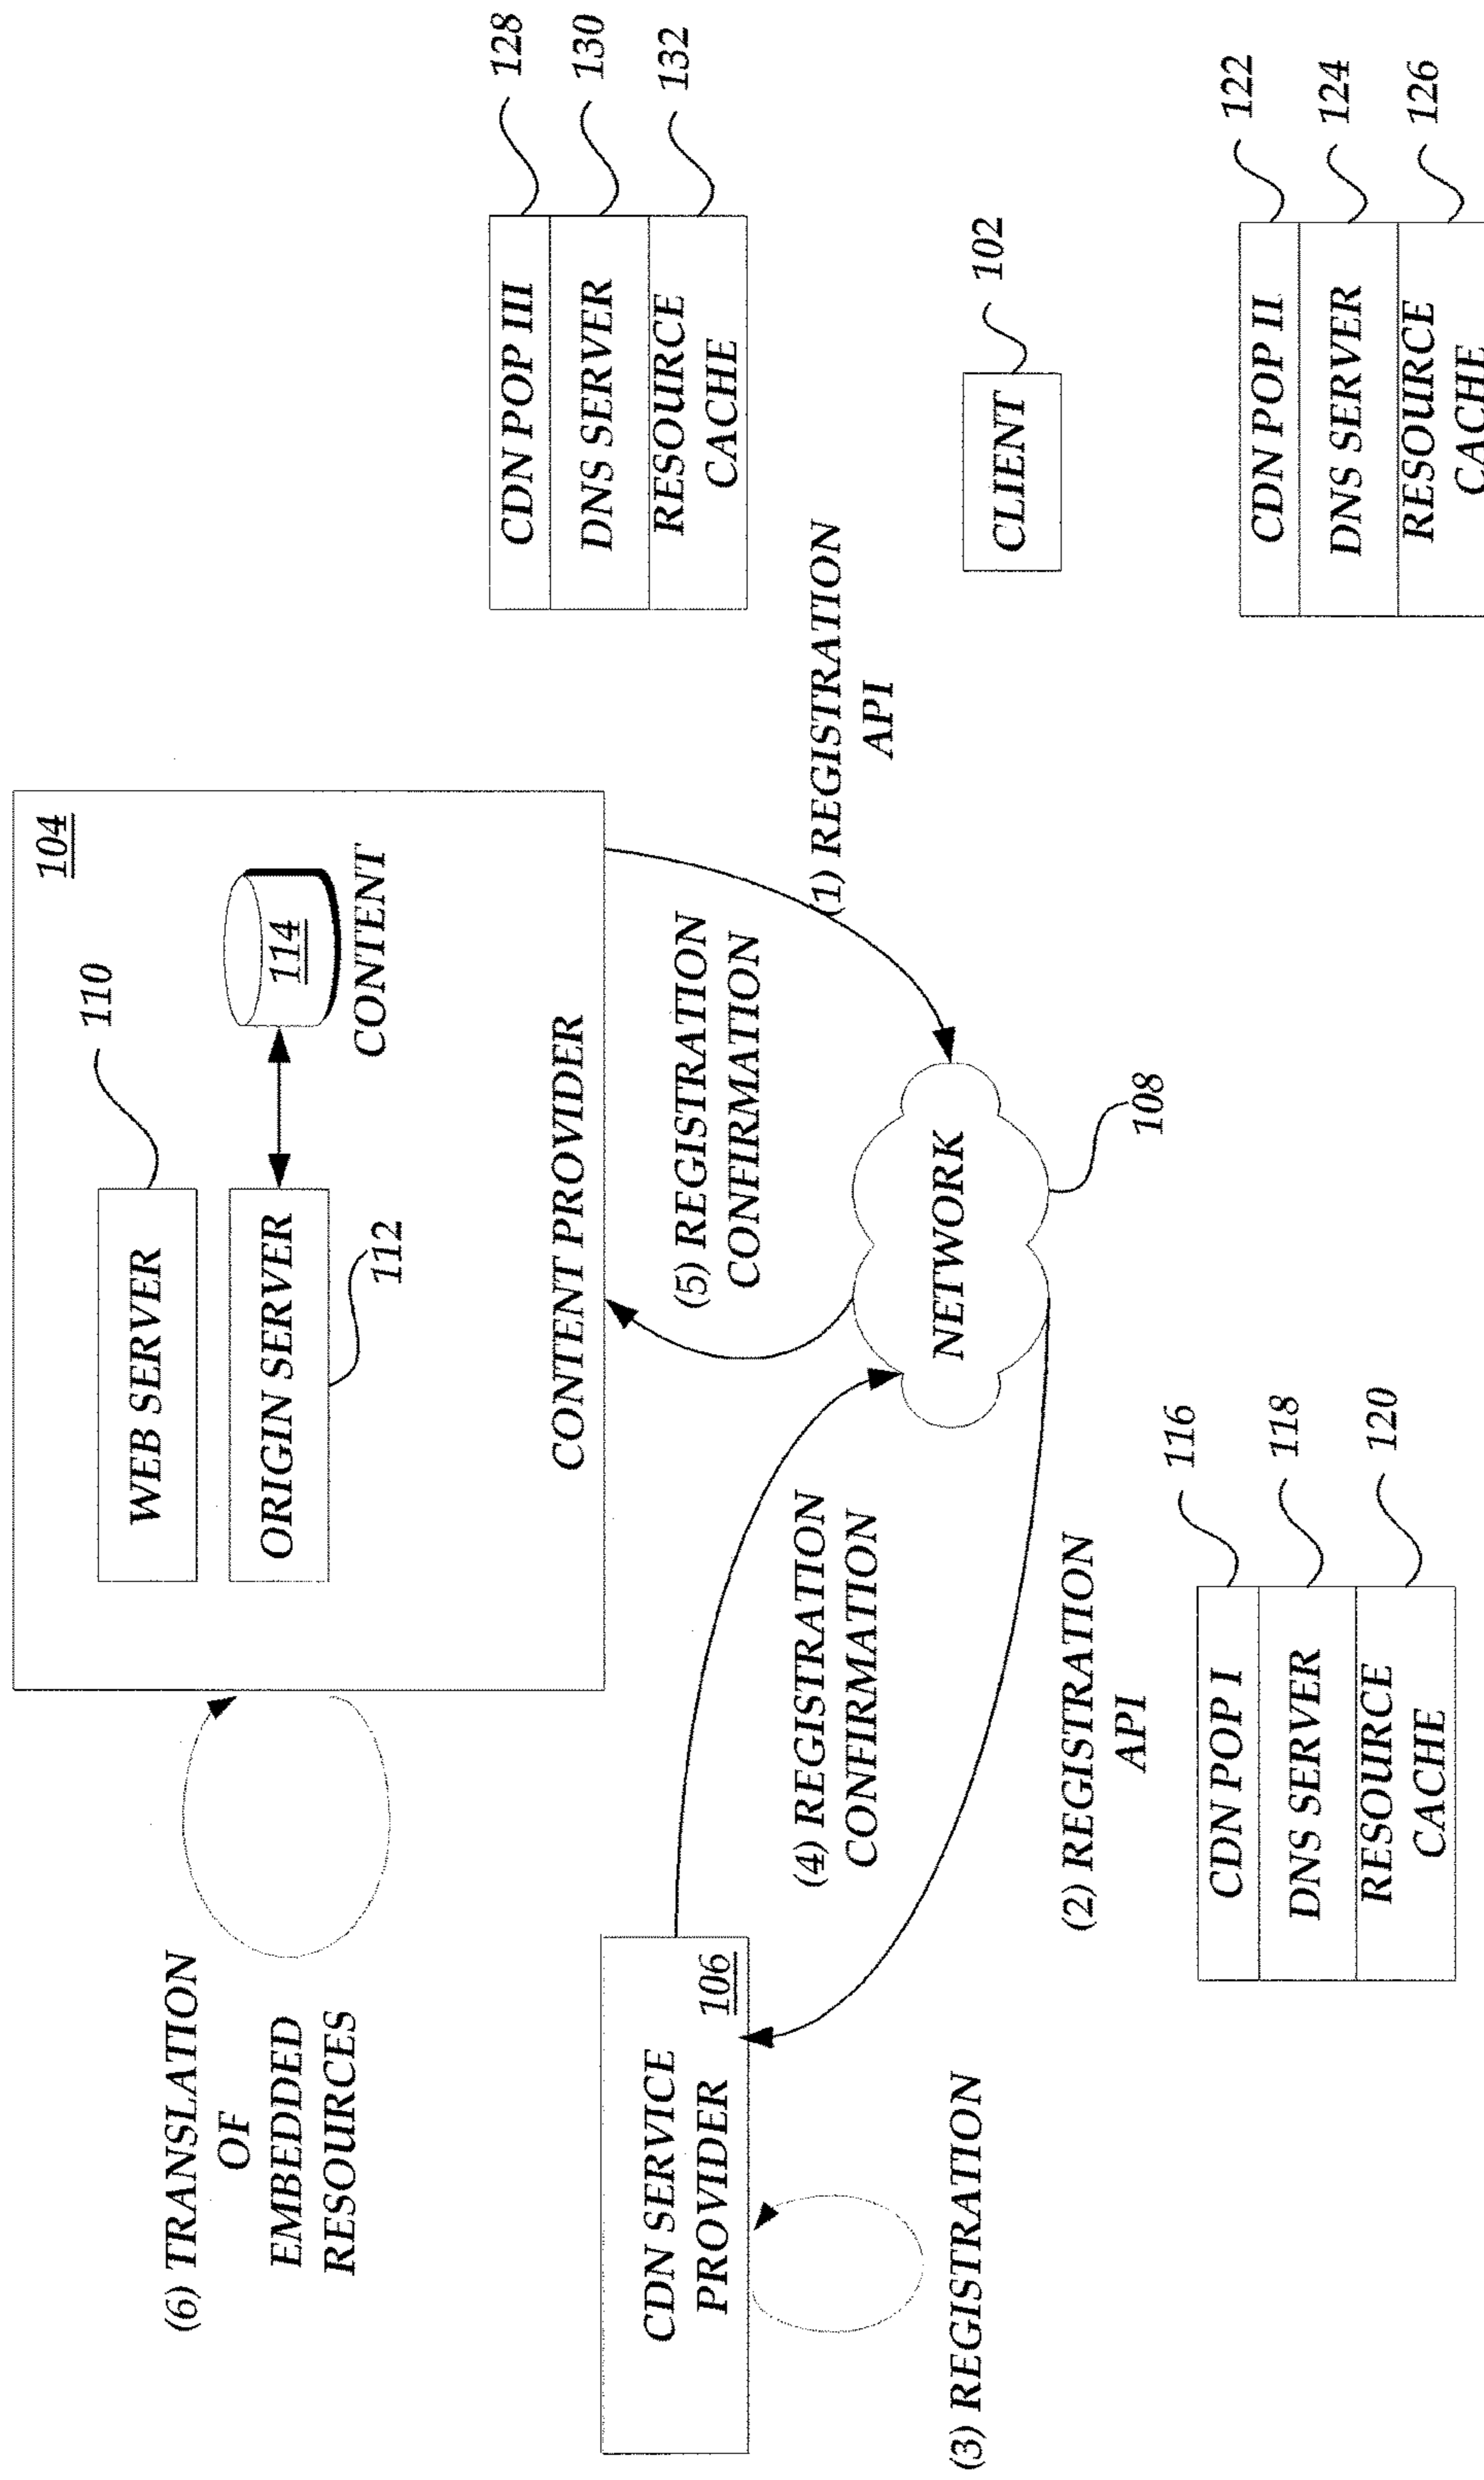 (6) TRANSLATION
OF
EMBEDDED
RESOURCES
WEB SERVER
110
ORIGIN SERVER
112
114
CONTENT
104
CONTENT PROVIDER
CDN SERVICE
PROVIDER
106
(3) REGISTRATION
(4) REGISTRATION
CONFIRMATION
(5) REGISTRATION
CONFIRMATION
(1) REGISTRATION
API
NETWORK
108
(2) REGISTRATION
API
CDN POP III
128
DNS SERVER
130
RESOURCE
CACHE
132
CLIENT
102
CDN POP I
116
DNS SERVER
118
RESOURCE
CACHE
120
CDN POP II
122
DNS SERVER
124
RESOURCE
CACHE
126